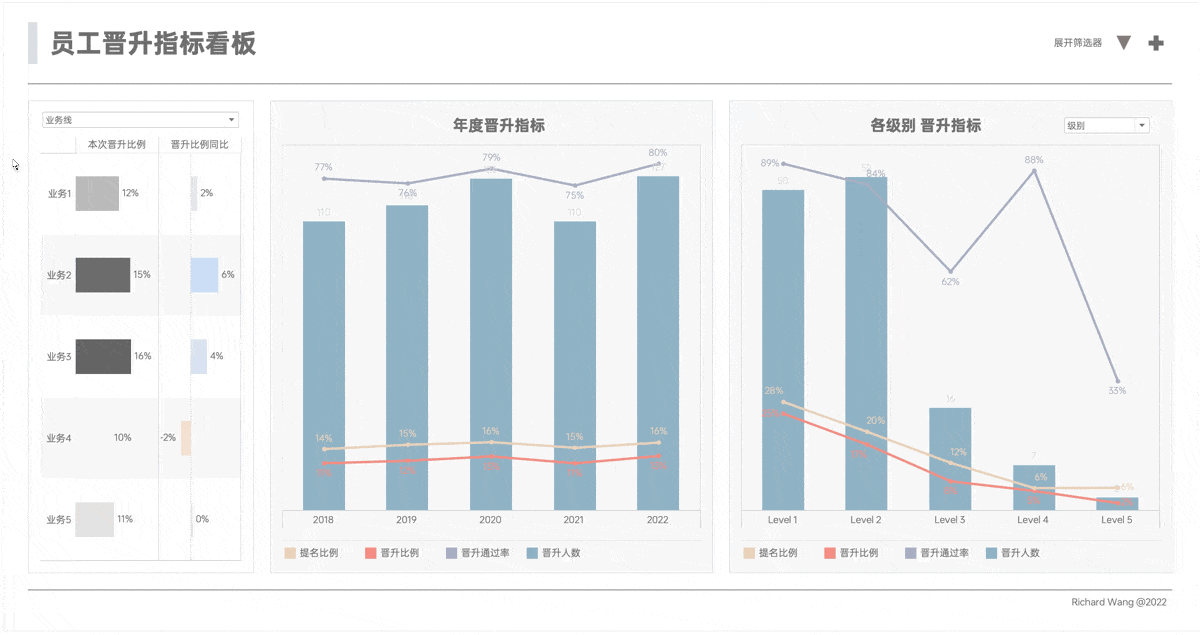 员工晋升指标看板
展开筛选器
业务线
本次晋升比例 晋升比例同比
业务1 12% 2%
业务2 15% 6%
业务3 16% 4%
业务4 10% -2%
业务5 11% 0%
年度晋升指标
77% 76% 79% 75% 80%
110 110
14% 15% 16% 15% 16%
2018 2019 2020 2021 2022
提名比例 晋升比例 晋升通过率 晋升人数
各级别 晋升指标
级别
89% 84% 62% 88% 33%
50 16 7
28% 20% 12% 6% 6%
Level 1 Level 2 Level 3 Level 4 Level 5
提名比例 晋升比例 晋升通过率 晋升人数
Richard Wang @2022